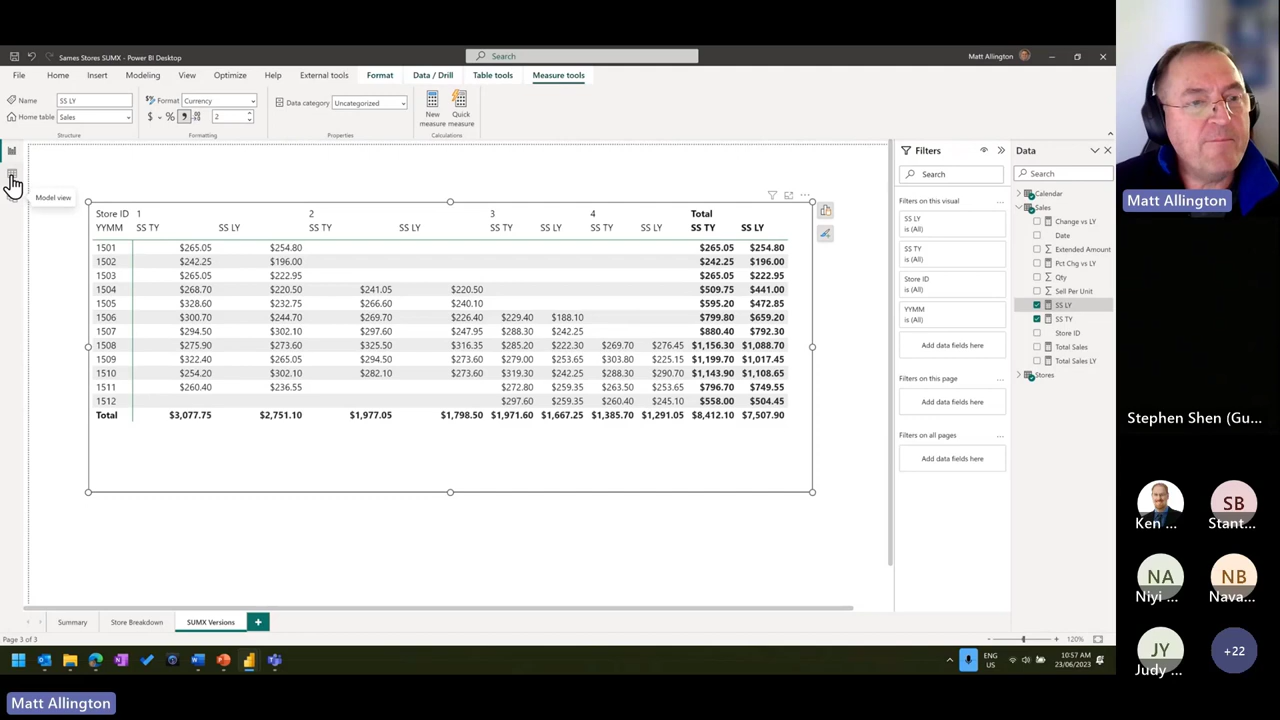 Sames Stores SUMX - Power BI Desktop
Search
Matt Allington
File Home Insert Modeling View Optimize Help External tools Format Data / Drill Table tools Measure tools
Name SS LY
Home table Sales
Structure
Format Currency
$ % 2
Formatting
Data category Uncategorized
Properties
New measure
Quick measure
Calculations
Model view
Store ID 1 2 3 4 Total
YYMM SS TY SS LY SS TY SS LY SS TY SS LY SS TY SS LY SS TY SS LY
1501 $265.05 $254.80 $265.05 $254.80
1502 $242.25 $196.00 $242.25 $196.00
1503 $265.05 $222.95 $265.05 $222.95
1504 $268.70 $220.50 $241.05 $220.50 $509.75 $441.00
1505 $328.60 $232.75 $266.60 $240.10 $595.20 $472.85
1506 $300.70 $244.70 $269.70 $226.40 $229.40 $188.10 $799.80 $659.20
1507 $294.50 $302.10 $297.60 $247.95 $288.30 $242.25 $880.40 $792.30
1508 $275.90 $273.60 $325.50 $316.35 $285.20 $222.30 $269.70 $276.45 $1,156.30 $1,088.70
1509 $322.40 $265.05 $294.50 $273.60 $279.00 $253.65 $303.80 $225.15 $1,199.70 $1,017.45
1510 $254.20 $302.10 $282.10 $273.60 $319.30 $242.25 $288.30 $290.70 $1,143.90 $1,108.65
1511 $260.40 $236.55 $272.80 $259.35 $263.50 $253.65 $796.70 $749.55
1512 $297.60 $259.35 $260.40 $245.10 $558.00 $504.45
Total $3,077.75 $2,751.10 $1,977.05 $1,798.50 $1,971.60 $1,667.25 $1,385.70 $1,291.05 $8,412.10 $7,507.90
Filters
Search
Filters on this visual ...
SS LY
is (All)
SS TY
is (All)
Store ID
is (All)
YYMM
is (All)
Add data fields here
Filters on this page ...
Add data fields here
Filters on all pages ...
Add data fields here
Data
Search
Calendar
Sales
Change vs LY
Date
Extended Amount
Pct Chg vs LY
Qty
Sell Per Unit
SS LY
SS TY
Store ID
Total Sales
Total Sales LY
Stores
Summary Store Breakdown SUMX Versions
Page 3 of 3
120%
ENG
US
10:57 AM
23/06/2023
Matt Allington
Matt Allington
Stephen Shen (Gu...
Ken ...
SB
Stant...
NA
Niyi ...
NB
Nava...
JY
Judy ...
+22